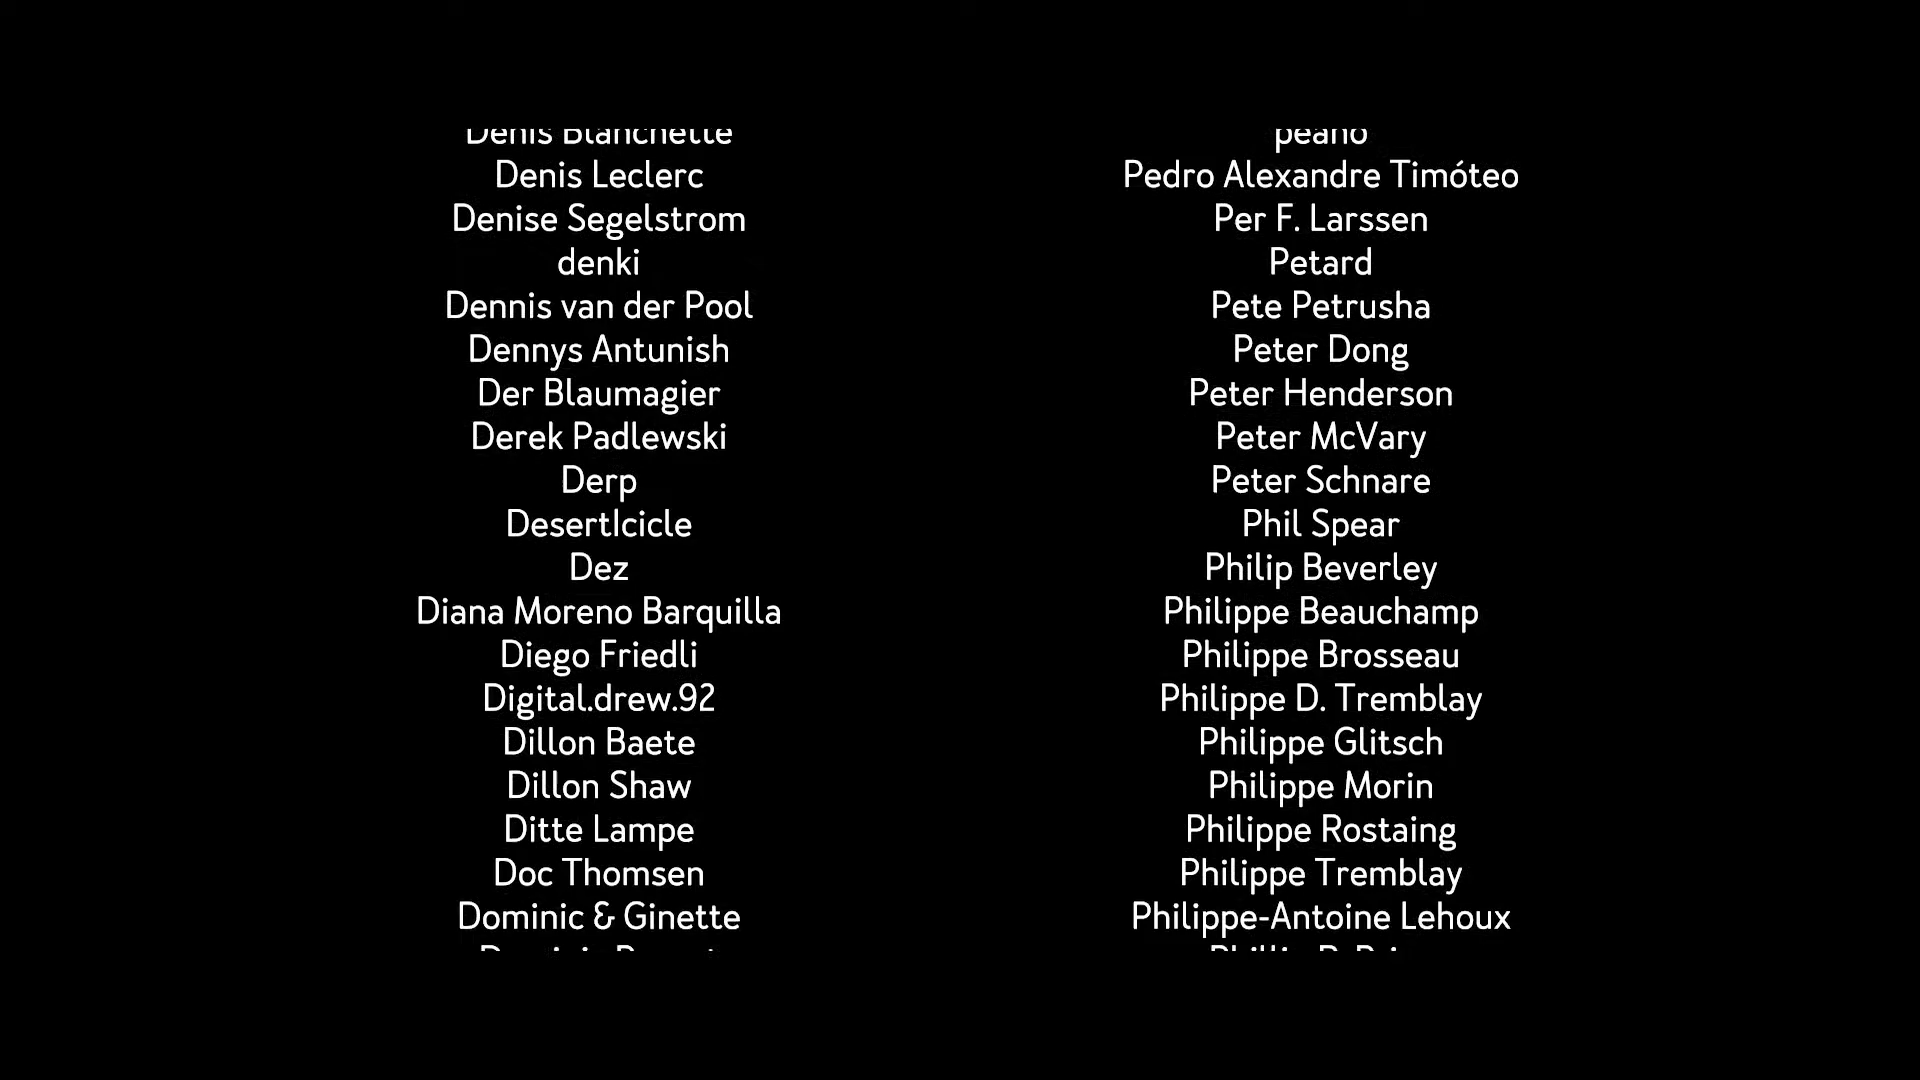 Denis Blanchette
Denis Leclerc
Denise Segelstrom
denki
Dennis van der Pool
Dennys Antunish
Der Blaumagier
Derek Padlewski
Derp
DesertIcicle
Dez
Diana Moreno Barquilla
Diego Friedli
Digital.drew.92
Dillon Baete
Dillon Shaw
Ditte Lampe
Doc Thomsen
Dominic & Ginette
peano
Pedro Alexandre Timóteo
Per F. Larssen
Petard
Pete Petrusha
Peter Dong
Peter Henderson
Peter McVary
Peter Schnare
Phil Spear
Philip Beverley
Philippe Beauchamp
Philippe Brosseau
Philippe D. Tremblay
Philippe Glitsch
Philippe Morin
Philippe Rostaing
Philippe Tremblay
Philippe-Antoine Lehoux